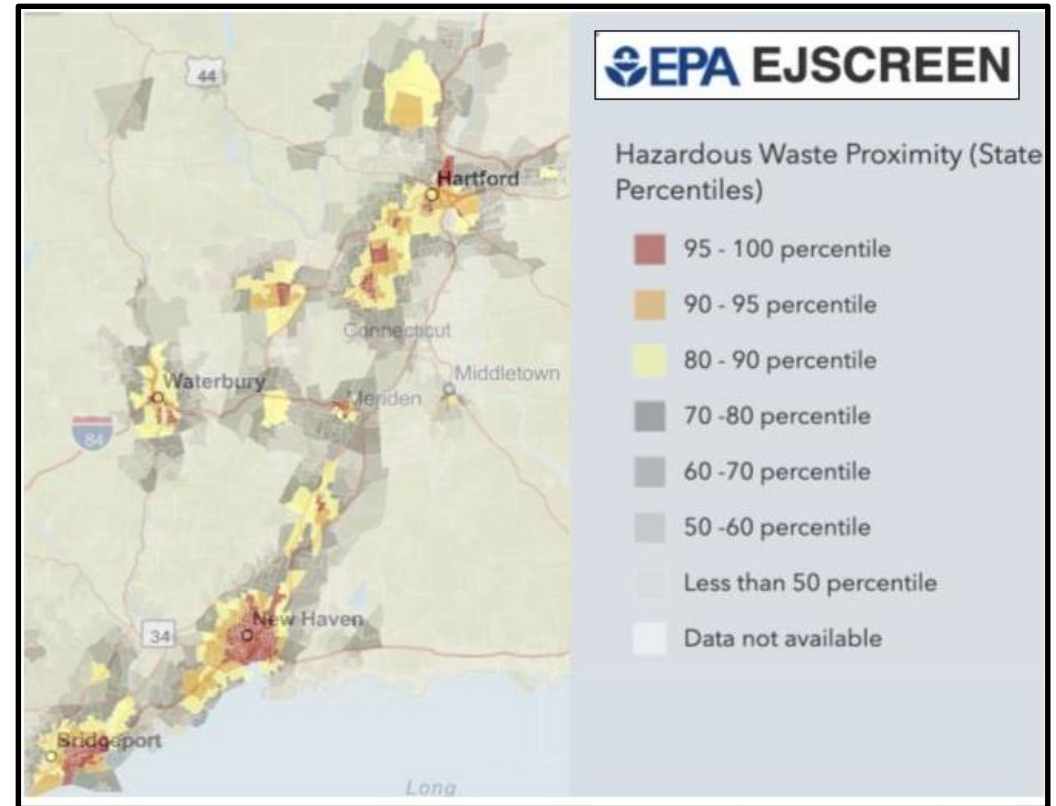 EPA EJSCREEN
Hazardous Waste Proximity (State
Percentiles)
95 - 100 percentile
90 - 95 percentile
80 - 90 percentile
70 -80 percentile
60 -70 percentile
50 -60 percentile
Less than 50 percentile
Data not available
44
Hartford
Connecticut
Middletown
Waterbury
Meriden
84
New Haven
34
Bridgeport
Long